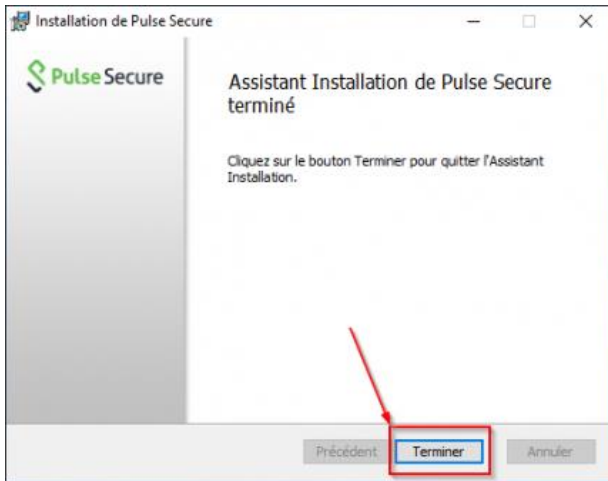 Installation de Pulse Secure
Pulse Secure
Assistant Installation de Pulse Secure
terminé
Cliquez sur le bouton Terminer pour quitter l'Assistant
Installation.
Précédent
Terminer
Annuler